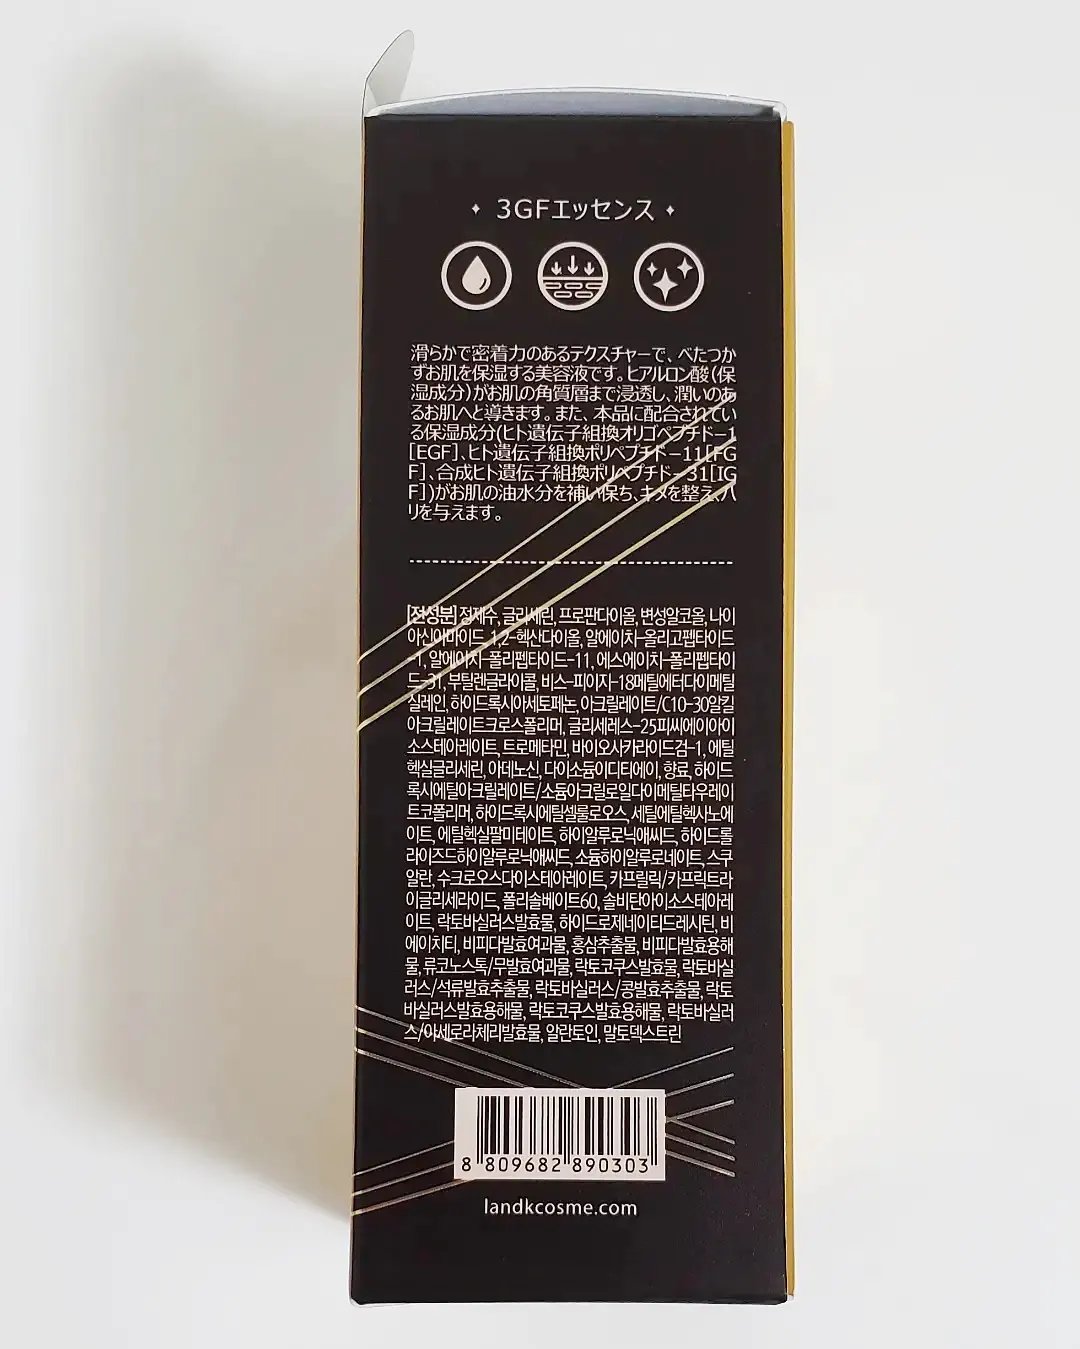 3GFエッセンス
滑らかで密着力のあるテクスチャーで、べたつか
ずお肌を保湿する美容液です。ヒアルロン酸(保
湿成分)がお肌の角質層まで浸透し、潤いのあ
るお肌へと導きます。また、本品に配合されてい
る保湿成分(ヒト遺伝子組換オリゴペプチド-1
[EGF]、ヒト遺伝子組換ポリペプチド-11[FG
F]、合成ヒト遺伝子組換ポリペプチド-31[IG
F])がお肌の油水分を補い保ち、キメを整え、ハ
リを与えます。
[전성분] 정제수, 글리세린, 프로판다이올, 변성알코올, 나이
아신아마이드, 1,2-헥산다이올, 알에이치-올리고펩타이드
-1, 알에이치-폴리펩타이드-11, 에스에이치-폴리펩타이
드-31, 부틸렌글라이콜, 비스-피이지-18메틸에터다이메틸
실레인, 하이드록시아세토페논, 아크릴레이트/C10-30알킬
아크릴레이트크로스폴리머, 글리세레스-25피씨에이아이
소스테아레이트, 트로메타민, 바이오사카라이드검-1, 에틸
헥실글리세린, 아데노신, 다이소듐이디티에이, 향료, 하이드
록시에틸아크릴레이트/소듐아크릴로일다이메틸타우레이
트코폴리머, 하이드록시에틸셀룰로오스, 세틸에틸헥사노에
이트, 에틸헥실팔미테이트, 하이알루로닉애씨드, 하이드롤
라이즈드하이알루로닉애씨드, 소듐하이알루로네이트, 스쿠
알란, 수크로오스다이스테아레이트, 카프릴릭/카프릭트라
이글리세라이드, 폴리솔베이트60, 솔비탄아이소스테아레
이트, 락토바실러스발효물, 하이드로제네이티드레시틴, 비
에이치티, 비피다발효여과물, 홍삼추출물, 비피다발효용해
물, 류코노스톡/무발효여과물, 락토코쿠스발효물, 락토바실
러스/석류발효추출물, 락토바실러스/콩발효추출물, 락토
바실러스발효용해물, 락토코쿠스발효용해물, 락토바실러
스/아세로라체리발효물, 알란토인, 말토덱스트린
8 809682 890303
landkcosme.com